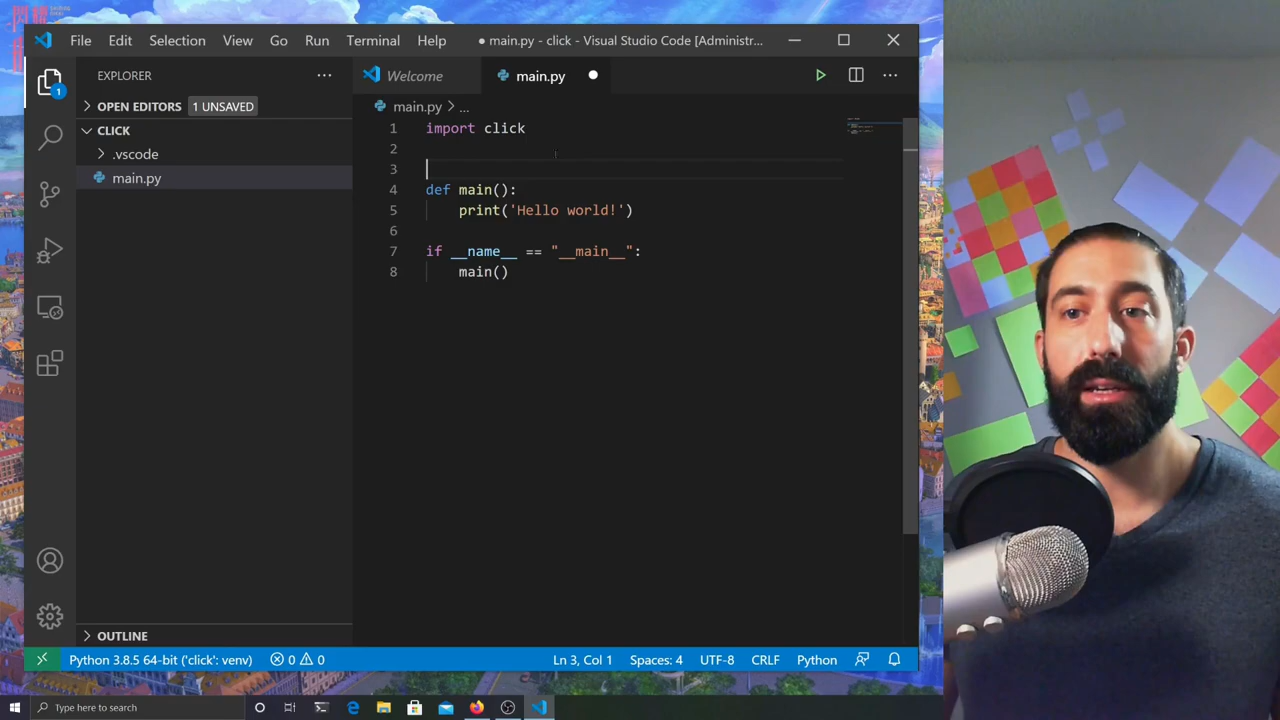 File Edit Selection View Go Run Terminal Help ● main.py - click - Visual Studio Code [Administr...
EXPLORER
OPEN EDITORS 1 UNSAVED
CLICK
.vscode
main.py
1
Welcome main.py
main.py > ...
1 import click
2
3
4 def main():
5 print('Hello world!')
6
7 if __name__ == "__main__":
8 main()
OUTLINE
Python 3.8.5 64-bit ('click': venv) 0 0 Ln 3, Col 1 Spaces: 4 UTF-8 CRLF Python
Type here to search